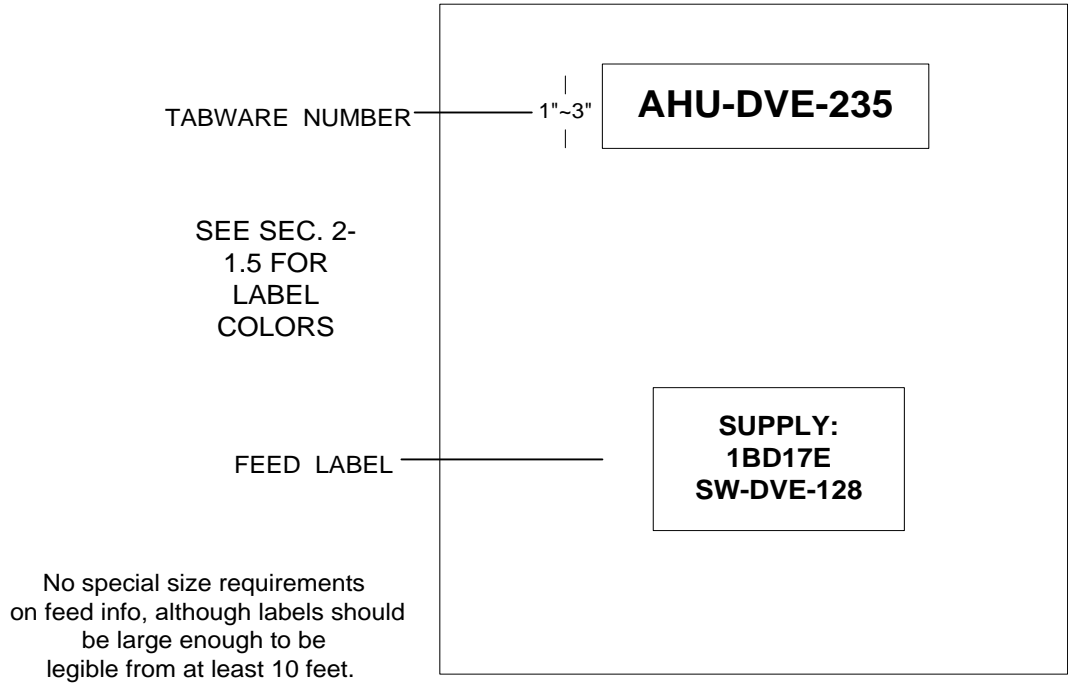 AHU-DVE-235
TABWARE NUMBER
1"~3"
SEE SEC. 2-
1.5 FOR
LABEL
COLORS
SUPPLY:
1BD17E
SW-DVE-128
FEED LABEL
No special size requirements
on feed info, although labels should
be large enough to be
legible from at least 10 feet.